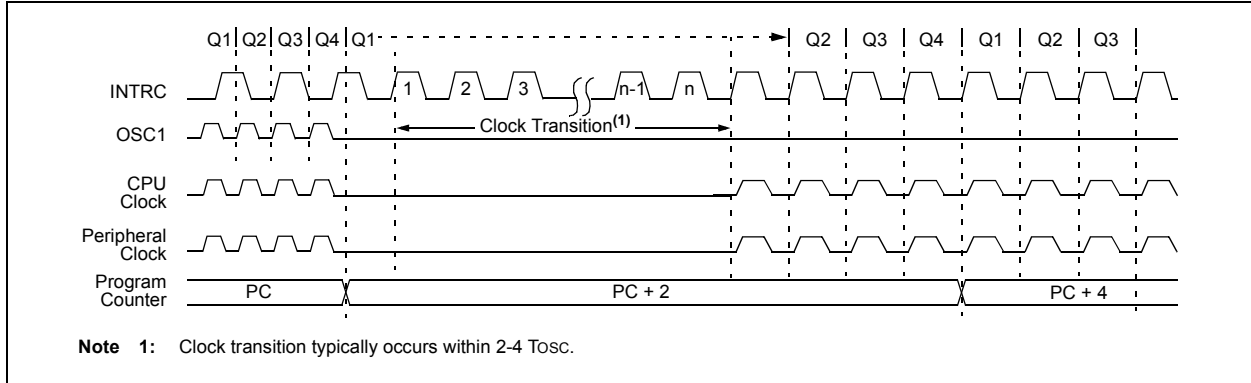 Q1 Q2 Q3 Q4 Q1 Q2 Q3 Q4 Q1 Q2 Q3
INTRC 1 2 3 n-1 n
OSC1 Clock Transition(1)
CPU
Clock
Peripheral
Clock
Program
Counter
PC PC + 2 PC + 4
Note 1: Clock transition typically occurs within 2-4 TOSC.